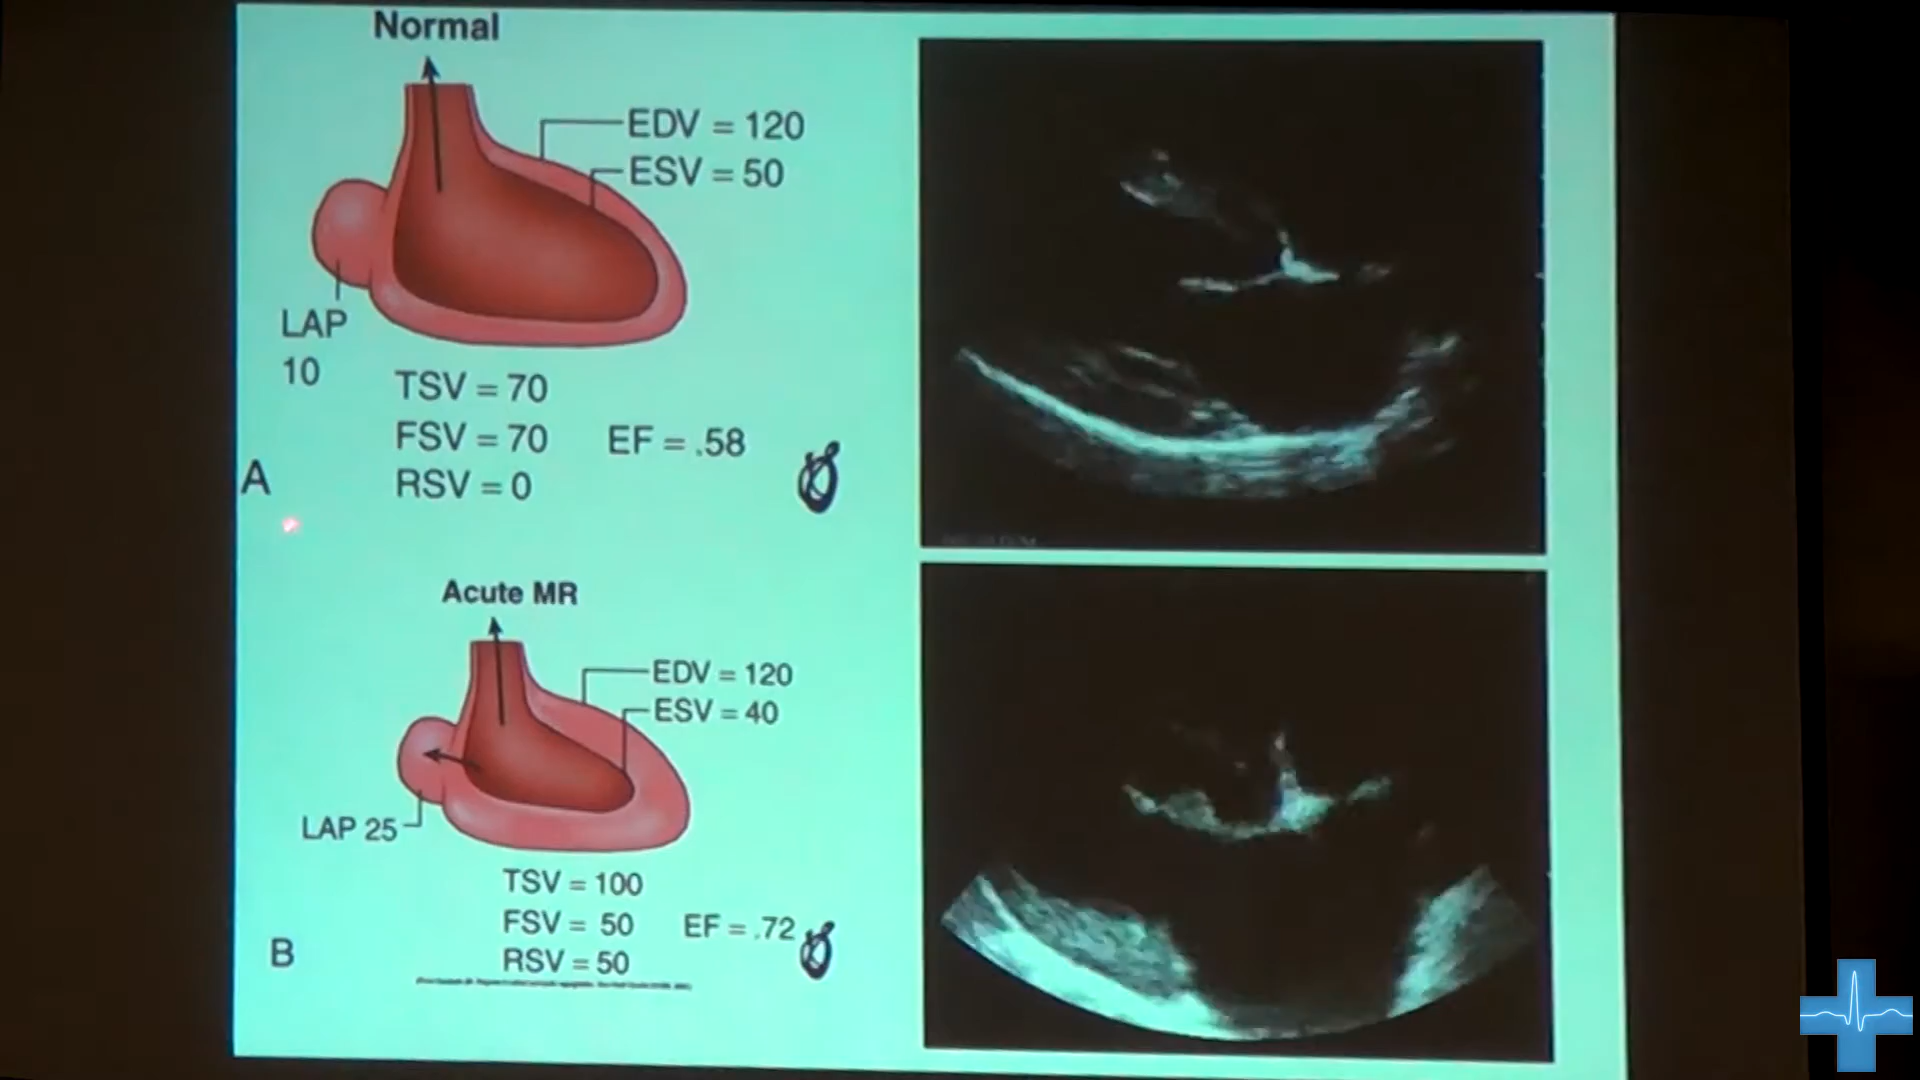 Normal
EDV = 120
ESV = 50
LAP
10
TSV = 70
FSV = 70
EF = .58
RSV = 0
A
Acute MR
EDV = 120
ESV = 40
LAP 25
TSV = 100
FSV = 50
EF = .72
RSV = 50
B